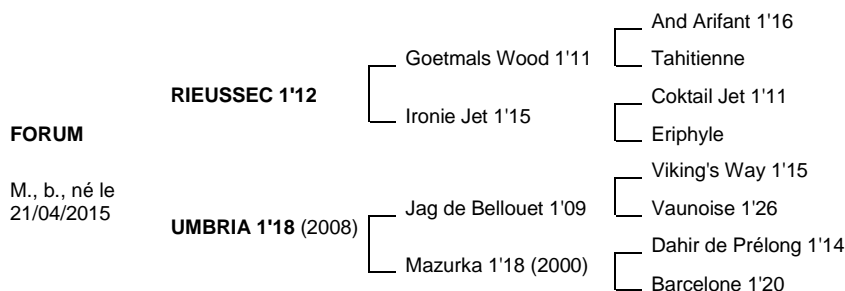 And Arifant 1'16
Goetmals Wood 1'11
Tahitienne
RIEUSSEC 1'12
Coktail Jet 1'11
Ironie Jet 1'15
Eriphyle
FORUM
M., b., né le
21/04/2015
Viking's Way 1'15
Jag de Bellouet 1'09
Vaunoise 1'26
UMBRIA 1'18 (2008)
Dahir de Prélong 1'14
Mazurka 1'18 (2000)
Barcelone 1'20